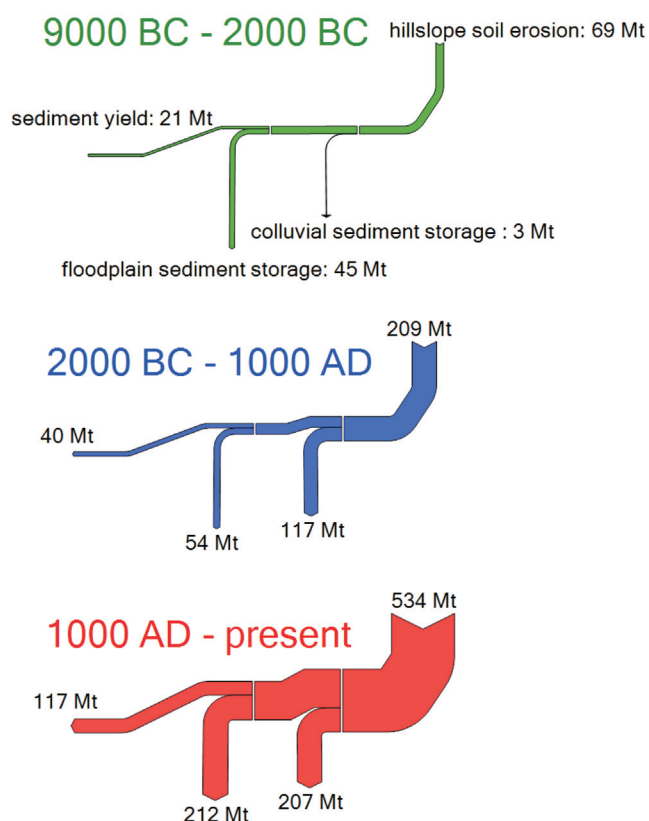 9000 BC - 2000 BC
hillslope soil erosion: 69 Mt
sediment yield: 21 Mt
colluvial sediment storage : 3 Mt
floodplain sediment storage: 45 Mt
2000 BC - 1000 AD
209 Mt
40 Mt
54 Mt
117 Mt
1000 AD - present
534 Mt
117 Mt
212 Mt
207 Mt